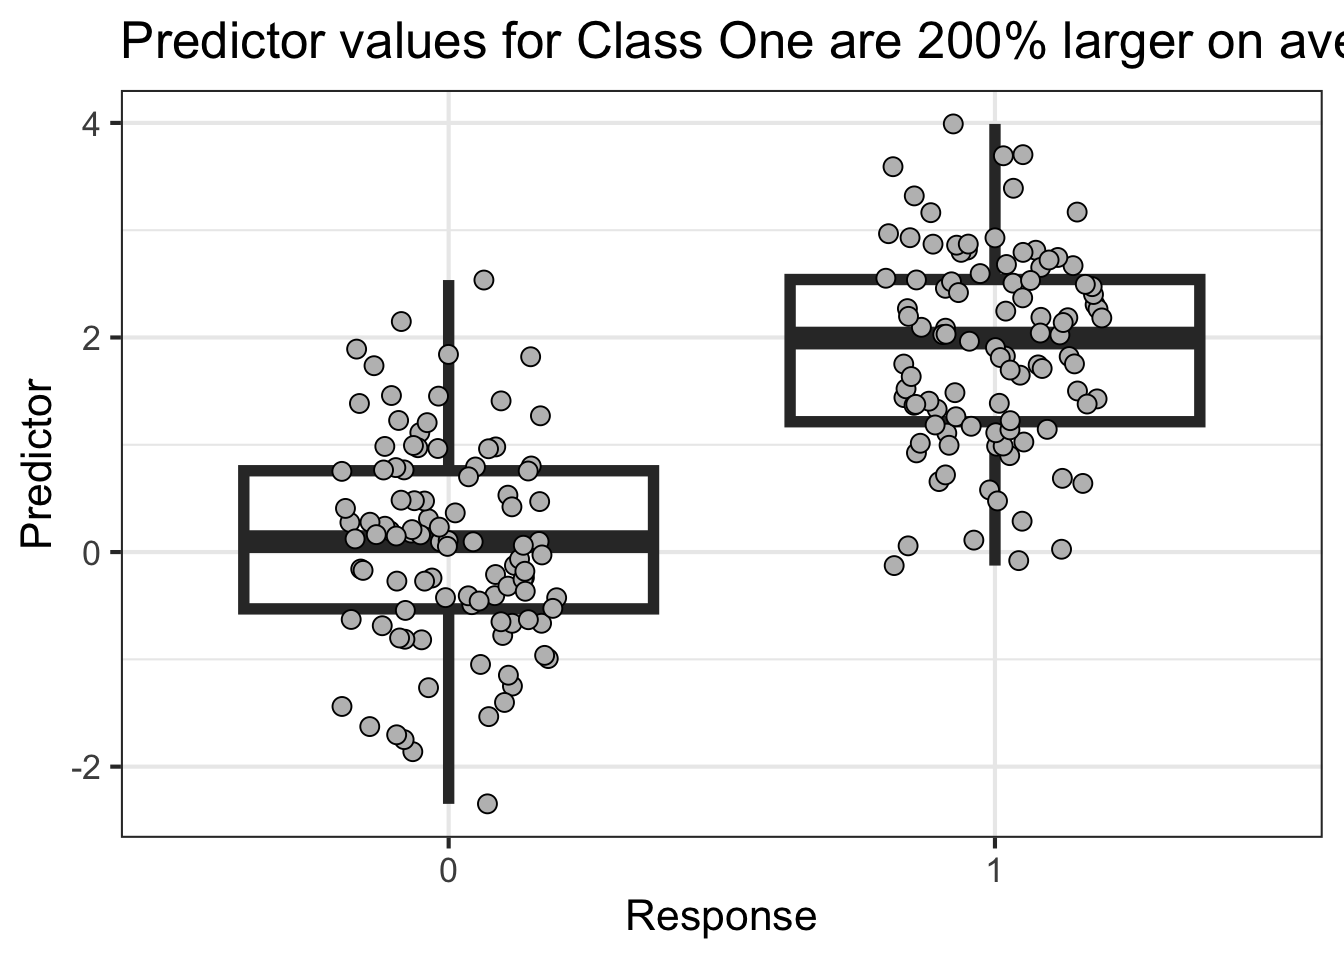 Predictor values for Class One are 200% larger on ave
4
2
0
-2
Predictor
0 1
Response